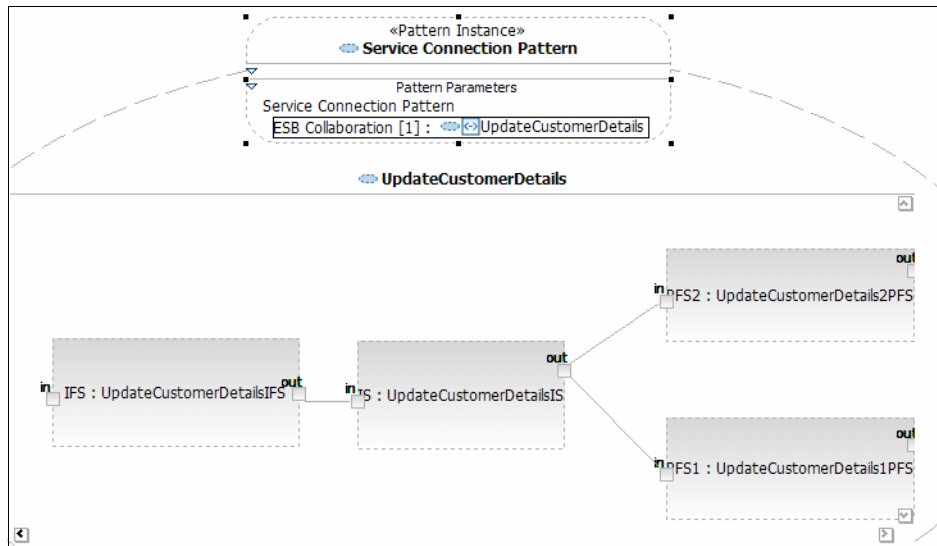 «Pattern Instance»
Service Connection Pattern
Pattern Parameters
Service Connection Pattern
ESB Collaboration [1] : UpdateCustomerDetails
UpdateCustomerDetails
out
in PFS2 : UpdateCustomerDetails2PFS
in IFS : UpdateCustomerDetailsIFS out
in IS : UpdateCustomerDetailsIS out
out
in PFS1 : UpdateCustomerDetails1PFS